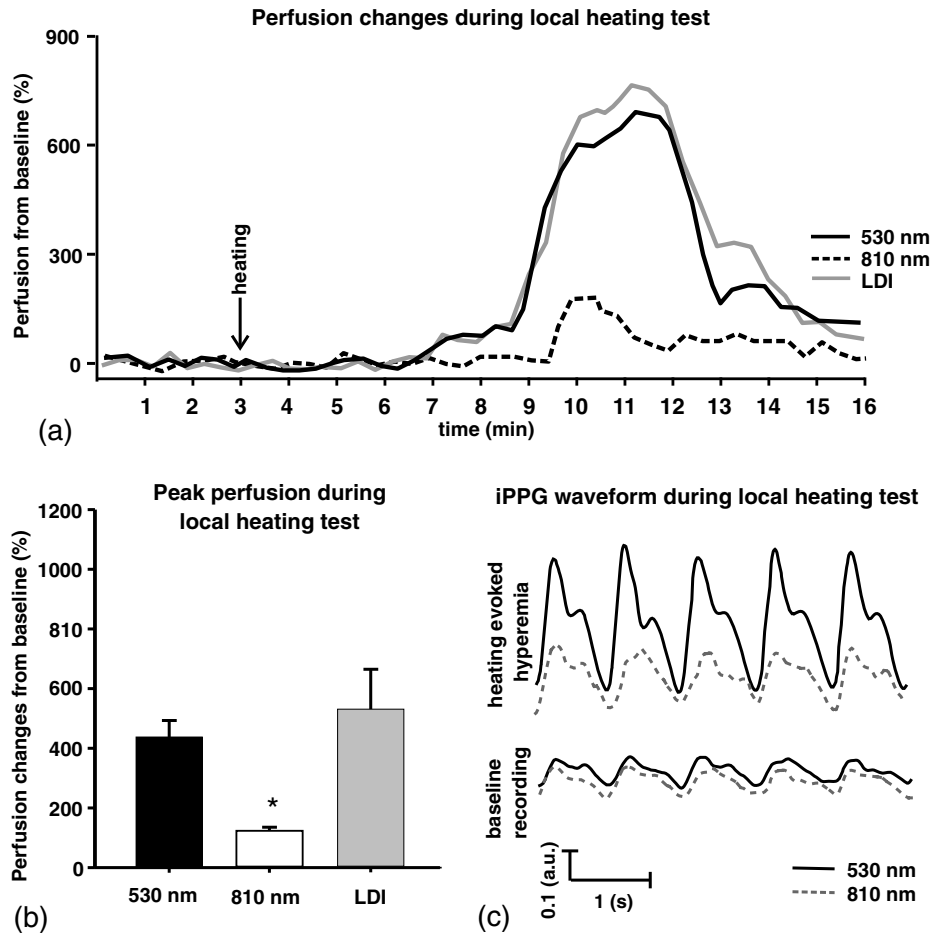 Perfusion changes during local heating test
Perfusion from baseline (%)
900
600
300
0
heating
530 nm
810 nm
LDI
1 2 3 4 5 6 7 8 9 10 11 12 13 14 15 16
time (min)
(a)
Peak perfusion during
local heating test
Perfusion changes from baseline (%)
1200
1000
810
600
400
200
0
*
530 nm 810 nm LDI
(b)
iPPG waveform during local heating test
heating evoked
hyperemia
baseline
recording
0.1 (a.u.)
1 (s)
530 nm
810 nm
(c)